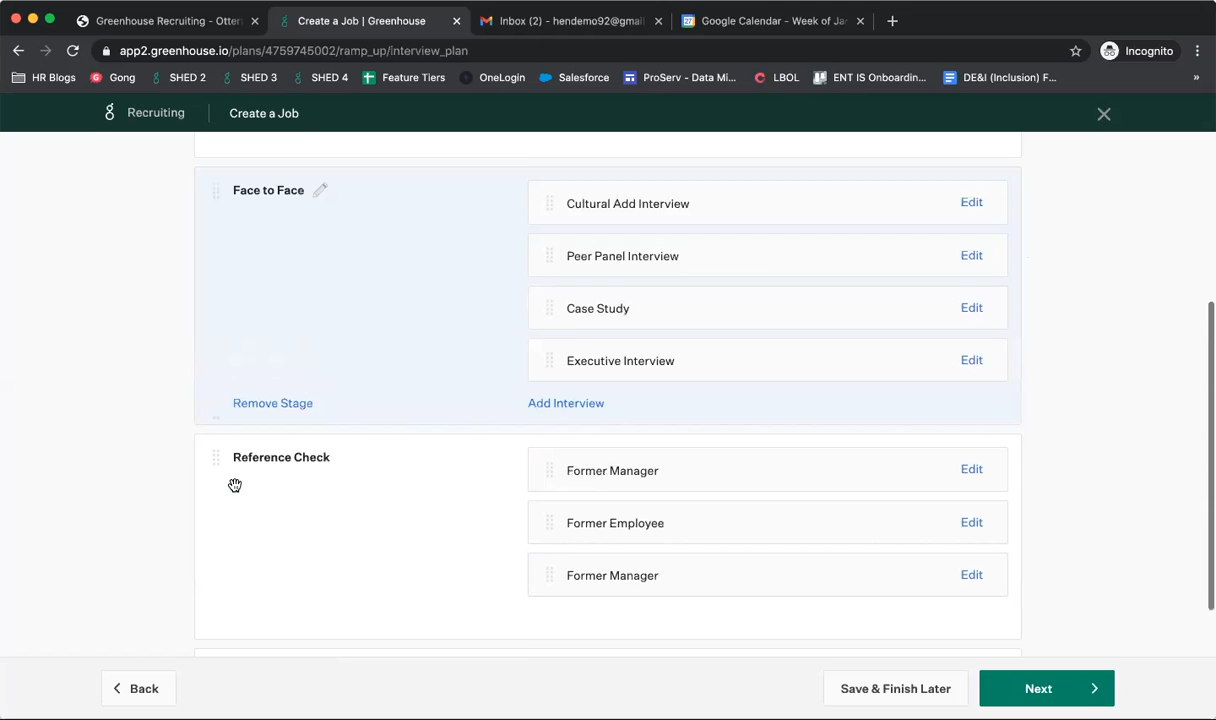 Greenhouse Recruiting - Otter
Create a Job | Greenhouse
Inbox (2) - hendemo92@gmail
Google Calendar - Week of Ja
app2.greenhouse.io/plans/4759745002/ramp_up/interview_plan
Incognito
HR Blogs
Gong
SHED 2
SHED 3
SHED 4
Feature Tiers
OneLogin
Salesforce
ProServ - Data Mi...
LBOL
ENT IS Onboardin...
DE&I (Inclusion) F...
»
Recruiting
Create a Job
Face to Face
Cultural Add Interview Edit
Peer Panel Interview Edit
Case Study Edit
Executive Interview Edit
Remove Stage
Add Interview
Reference Check
Former Manager Edit
Former Employee Edit
Former Manager Edit
Back
Save & Finish Later
Next